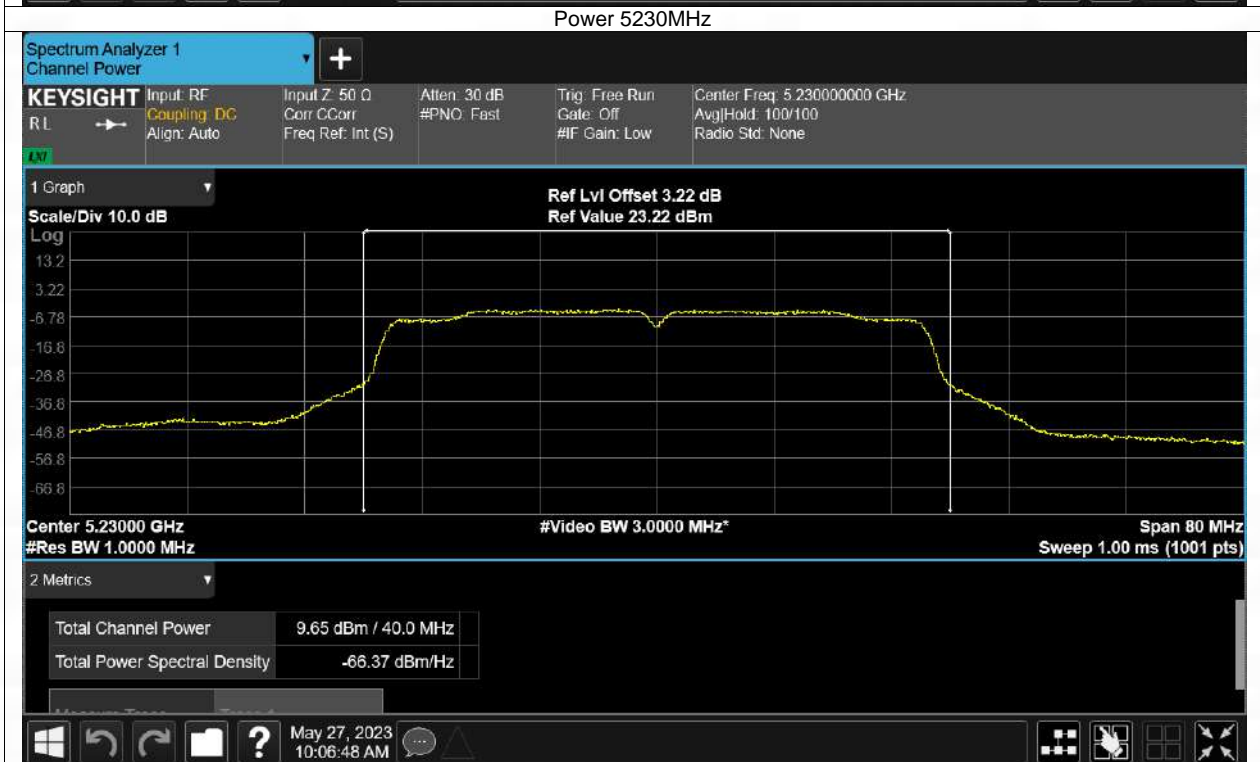 Power 5230MHz
Spectrum Analyzer 1
Channel Power
+
KEYSIGHT
RL
LXI
Input: RF
Coupling: DC
Align: Auto
Input Z: 50 Ω
Corr CCorr
Freq Ref: Int (S)
Atten: 30 dB
#PNO: Fast
Trig: Free Run
Gate: Off
#IF Gain: Low
Center Freq: 5.230000000 GHz
Avg|Hold: 100/100
Radio Std: None
1 Graph
Scale/Div 10.0 dB
Ref Lvl Offset 3.22 dB
Ref Value 23.22 dBm
Log
13.2
3.22
-6.78
-16.8
-26.8
-36.8
-46.8
-56.8
-66.8
Center 5.23000 GHz
#Video BW 3.0000 MHz*
Span 80 MHz
#Res BW 1.0000 MHz
Sweep 1.00 ms (1001 pts)
2 Metrics
Total Channel Power 9.65 dBm / 40.0 MHz
Total Power Spectral Density -66.37 dBm/Hz
?
May 27, 2023
10:06:48 AM